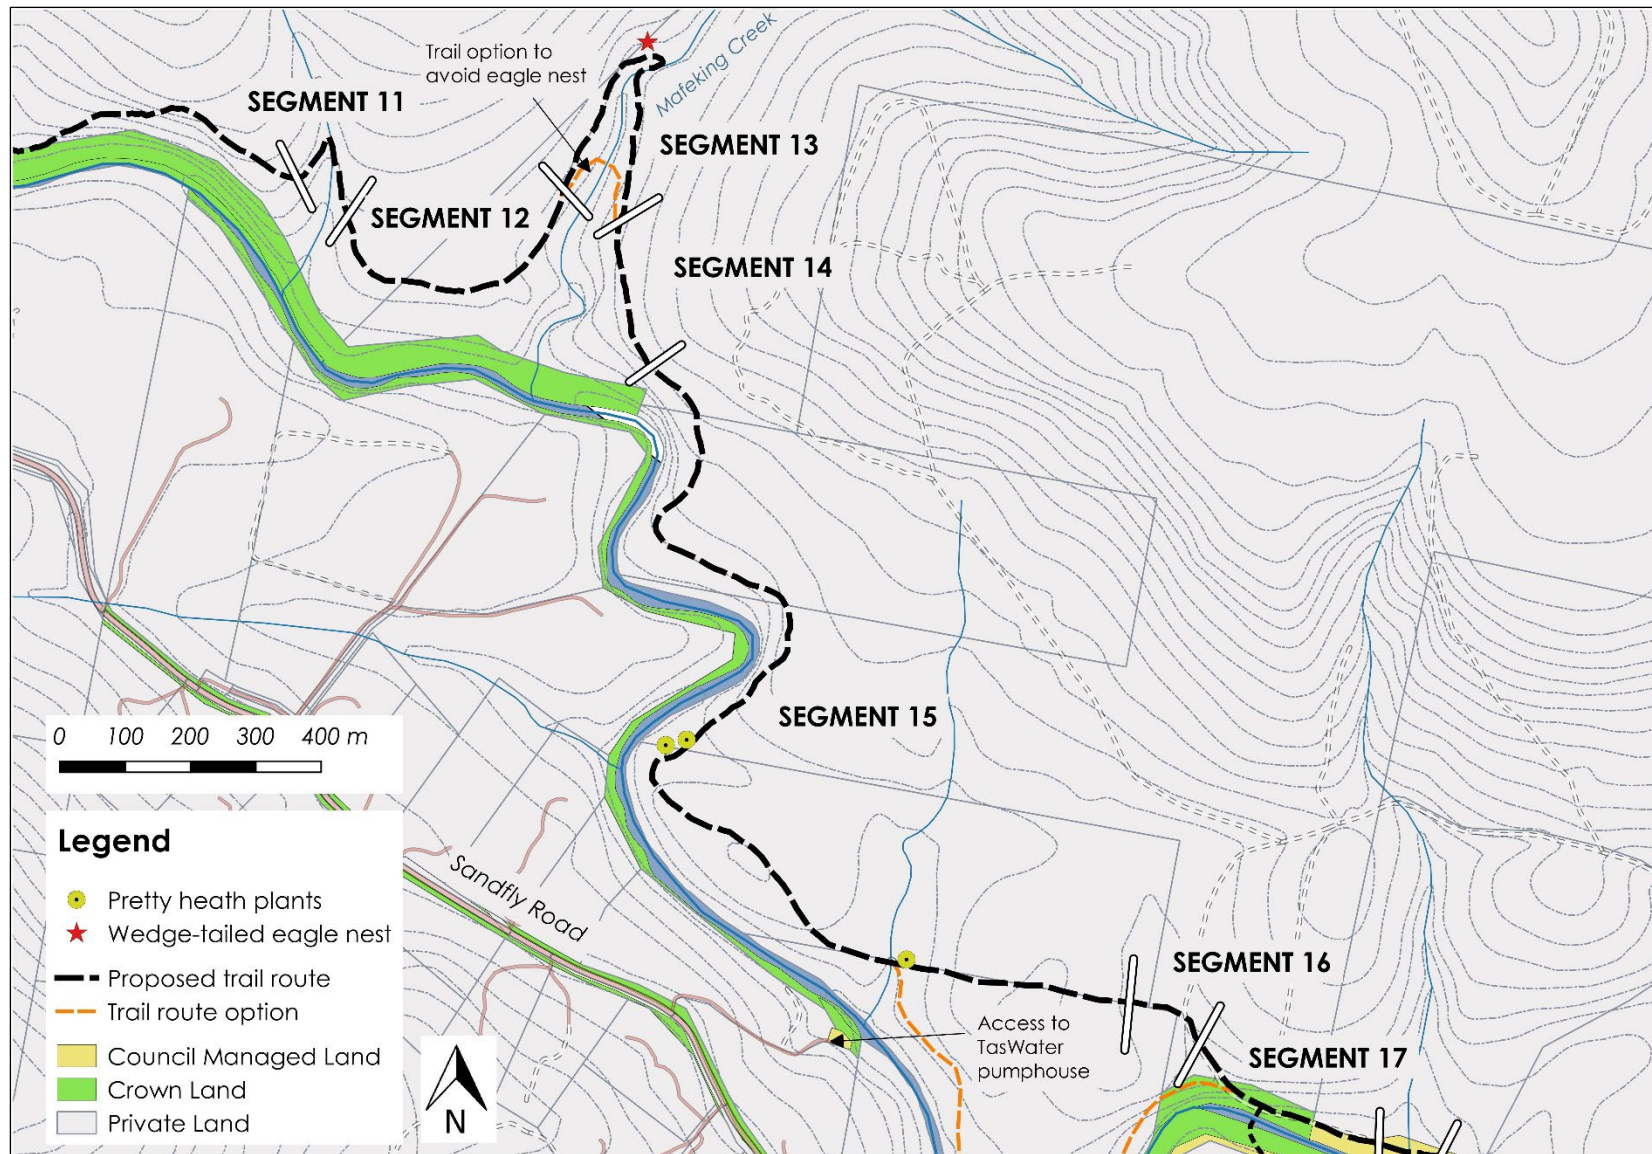 Trail option to
avoid eagle nest
Mafeking Creek
SEGMENT 11
SEGMENT 13
SEGMENT 12
SEGMENT 14
SEGMENT 15
0 100 200 300 400 m
Legend
Pretty heath plants
Wedge-tailed eagle nest
Proposed trail route
Trail route option
Council Managed Land
Crown Land
Private Land
N
Sandfly Road
SEGMENT 16
Access to
TasWater
pumphouse
SEGMENT 17